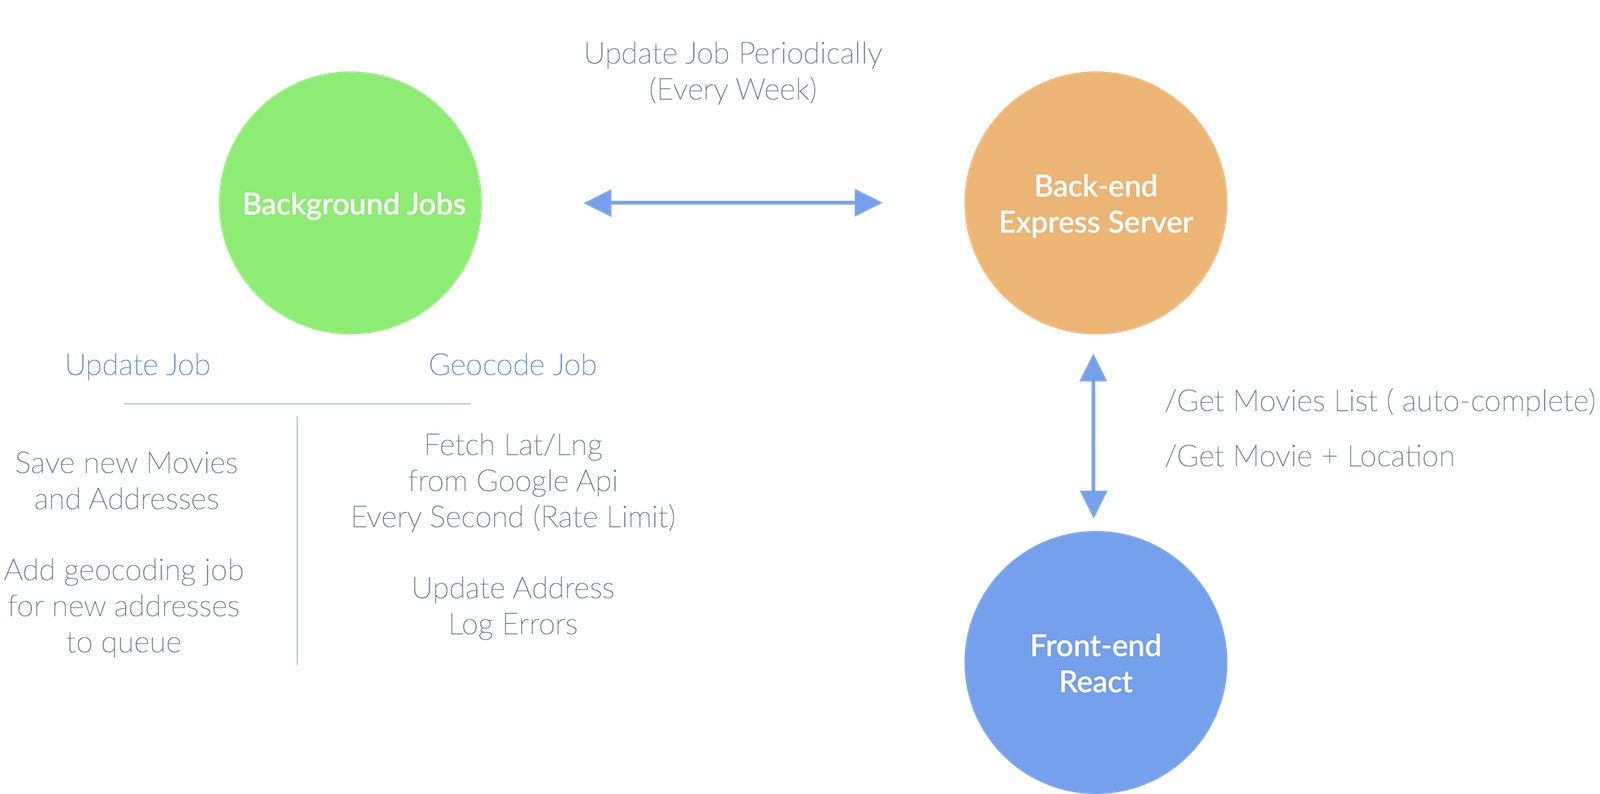 Update Job Periodically
(Every Week)
Background Jobs
Back-end
Express Server
Update Job
Geocode Job
Save new Movies
and Addresses
Add geocoding job
for new addresses
to queue
Fetch Lat/Lng
from Google Api
Every Second (Rate Limit)
Update Address
Log Errors
/Get Movies List ( auto-complete)
/Get Movie + Location
Front-end
React